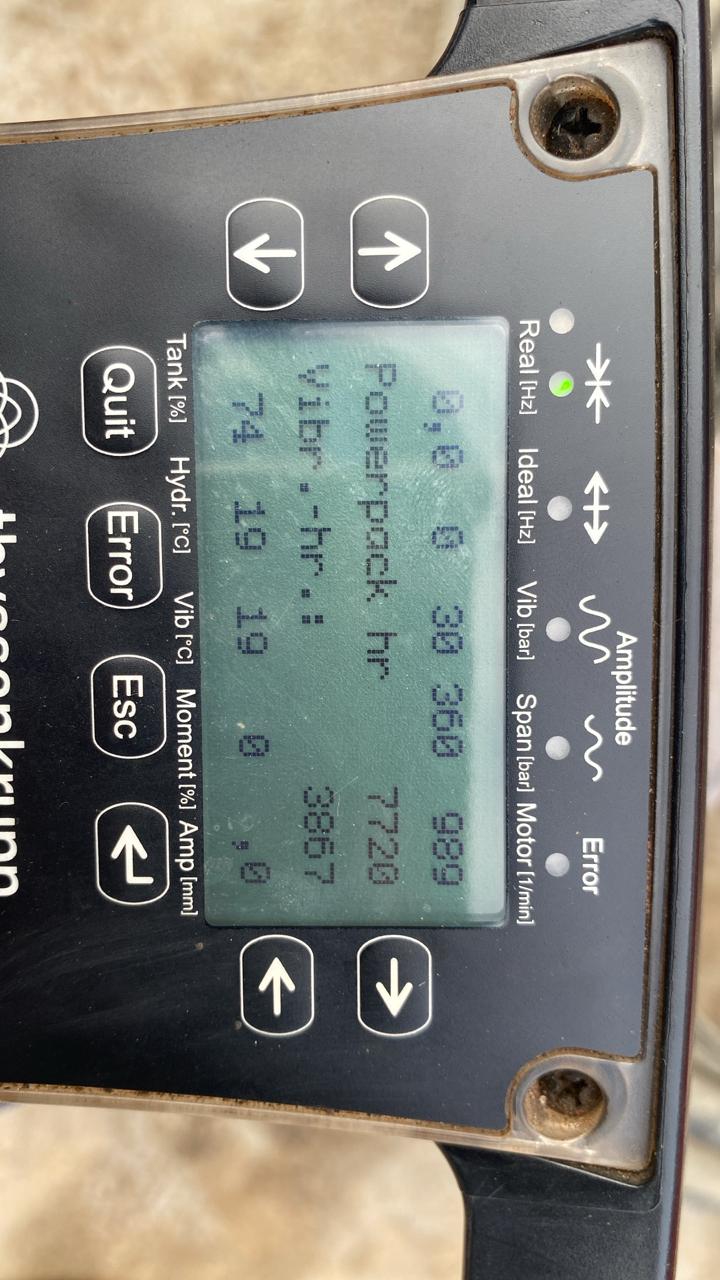 Amplitude
Error
Real [Hz] Ideal [Hz] Vib [bar] Span [bar] Motor [1/min]
0,0 0 30 360 989
Powerpack hr 7720
Vibr.-hr.: 3867
74 19 19 0 ,0
Tank [%] Hydr. [°C] Vib [°C] Moment [%] Amp [mm]
Quit Error Esc
thyssenkrupp